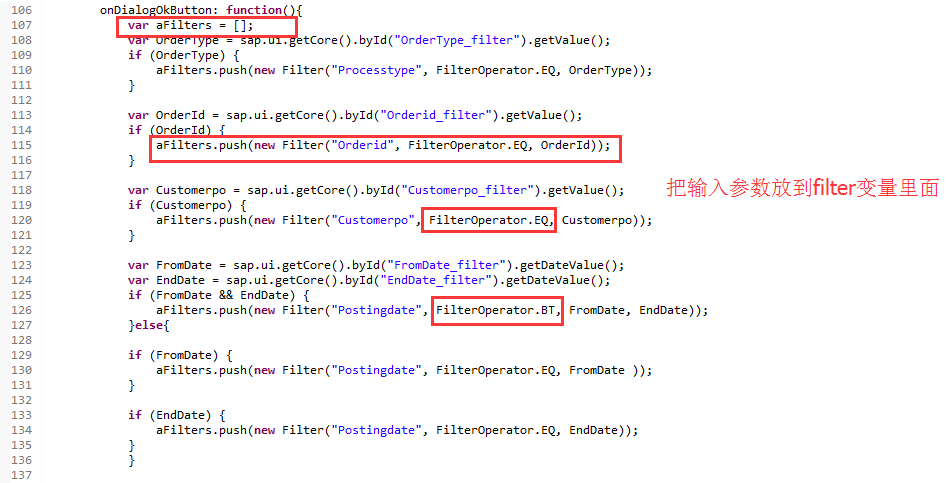 106 onDialogOkButton: function(){
107 var aFilters = [];
108 var OrderType = sap.ui.getCore().byId("OrderType_filter").getValue();
109 if (OrderType) {
110 aFilters.push(new Filter("Processtype", FilterOperator.EQ, OrderType));
111 }
112
113 var OrderId = sap.ui.getCore().byId("Orderid_filter").getValue();
114 if (OrderId) {
115 aFilters.push(new Filter("Orderid", FilterOperator.EQ, OrderId));
116 }
117
118 var Customerpo = sap.ui.getCore().byId("Customerpo_filter").getValue();
把输入参数放到filter变量里面
119 if (Customerpo) {
120 aFilters.push(new Filter("Customerpo", FilterOperator.EQ, Customerpo));
121 }
122
123 var FromDate = sap.ui.getCore().byId("FromDate_filter").getDateValue();
124 var EndDate = sap.ui.getCore().byId("EndDate_filter").getDateValue();
125 if (FromDate && EndDate) {
126 aFilters.push(new Filter("Postingdate", FilterOperator.BT, FromDate, EndDate));
127 }else{
128
129 if (FromDate) {
130 aFilters.push(new Filter("Postingdate", FilterOperator.EQ, FromDate ));
131 }
132
133 if (EndDate) {
134 aFilters.push(new Filter("Postingdate", FilterOperator.EQ, EndDate));
135 }
136 }
137